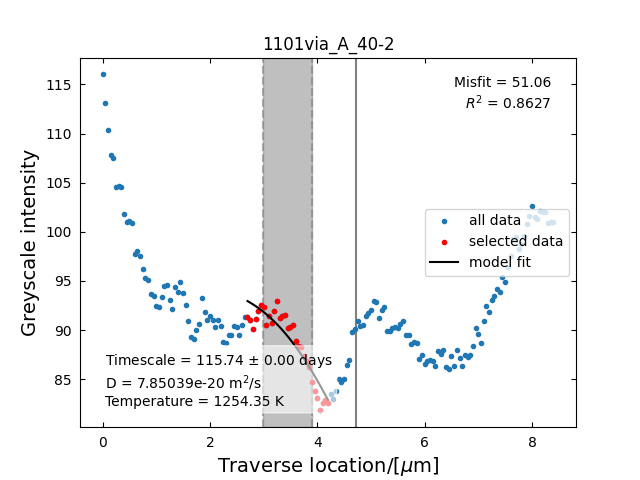 1101via_A_40-2
Misfit = 51.06
R² = 0.8627
115
110
105
100
95
90
85
Greyscale intensity
all data
selected data
model fit
Timescale = 115.74 ± 0.00 days
D = 7.85039e-20 m²/s
Temperature = 1254.35 K
0 2 4 6 8
Traverse location/[μm]